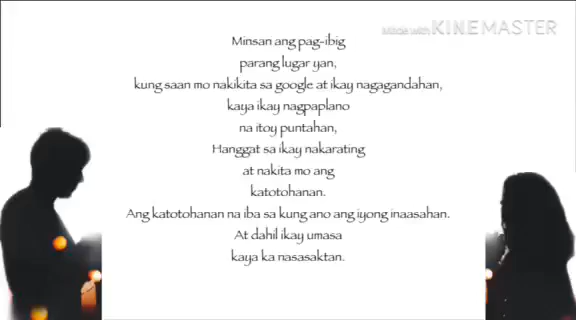 Made with KINEMASTER
Minsan ang pag-ibig
parang lugar yan,
kung saan mo nakikita sa google at ikay nagagandahan,
kaya ikay nagpaplano
na itoy puntahan,
Hanggat sa ikay nakarating
at nakita mo ang
katotohanan.
Ang katotohanan na iba sa kung ano ang iyong inaasahan.
At dahil ikay umasa
kaya ka nasasaktan.